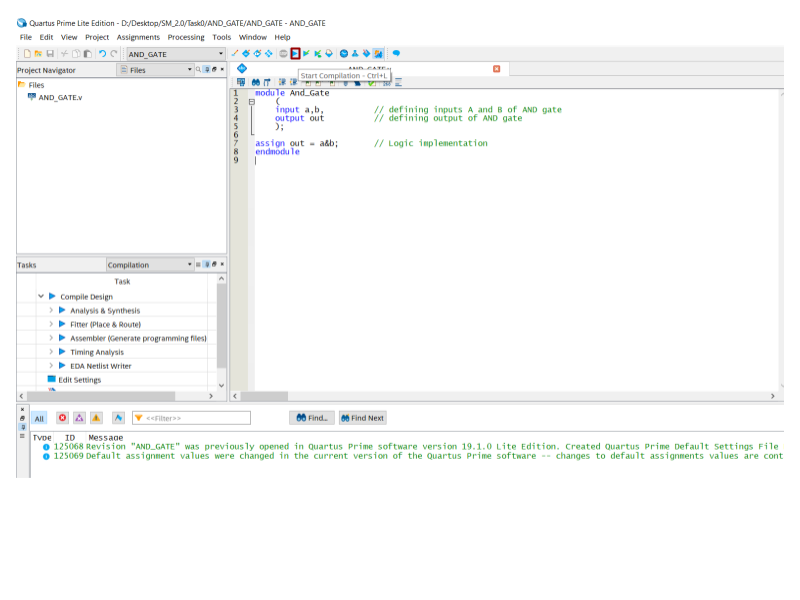 Quartus Prime Lite Edition - D:/Desktop/SM_2.0/Task0/AND_GATE/AND_GATE - AND_GATE
File Edit View Project Assignments Processing Tools Window Help
AND_GATE
Project Navigator Files
Start Compilation - Ctrl+L
Files
AND_GATE.v
1 module And_Gate
2 (
3 input a,b, // defining inputs A and B of AND gate
4 output out // defining output of AND gate
5 );
6
7 assign out = a&b; // Logic implementation
8 endmodule
9
Tasks Compilation
Task
Compile Design
Analysis & Synthesis
Fitter (Place & Route)
Assembler (Generate programming files)
Timing Analysis
EDA Netlist Writer
Edit Settings
All <<Filter>> Find... Find Next
Type ID Message
125068 Revision "AND_GATE" was previously opened in Quartus Prime software version 19.1.0 Lite Edition. Created Quartus Prime Default Settings File
125069 Default assignment values were changed in the current version of the Quartus Prime software -- changes to default assignments values are cont